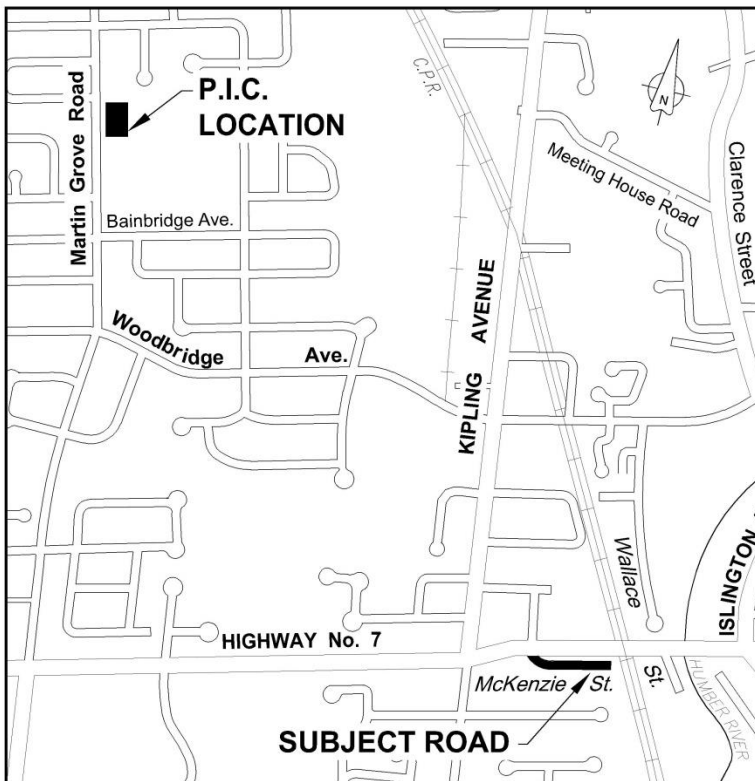 P.I.C.
LOCATION
Martin Grove Road
C.P.R.
N
Meeting House Road
Clarence Street
Bainbridge Ave.
Woodbridge Ave.
KIPLING AVENUE
Wallace St.
ISLINGTON
HIGHWAY No. 7
McKenzie St.
HUMBER RIVER
SUBJECT ROAD